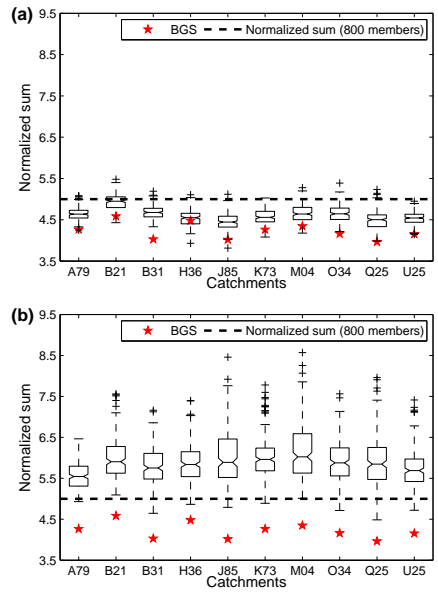 (a)
BGS
Normalized sum (800 members)
Normalized sum
9.5
8.5
7.5
6.5
5.5
4.5
3.5
A79 B21 B31 H36 J85 K73 M04 O34 Q25 U25
Catchments
(b)
BGS
Normalized sum (800 members)
Normalized sum
9.5
8.5
7.5
6.5
5.5
4.5
3.5
A79 B21 B31 H36 J85 K73 M04 O34 Q25 U25
Catchments